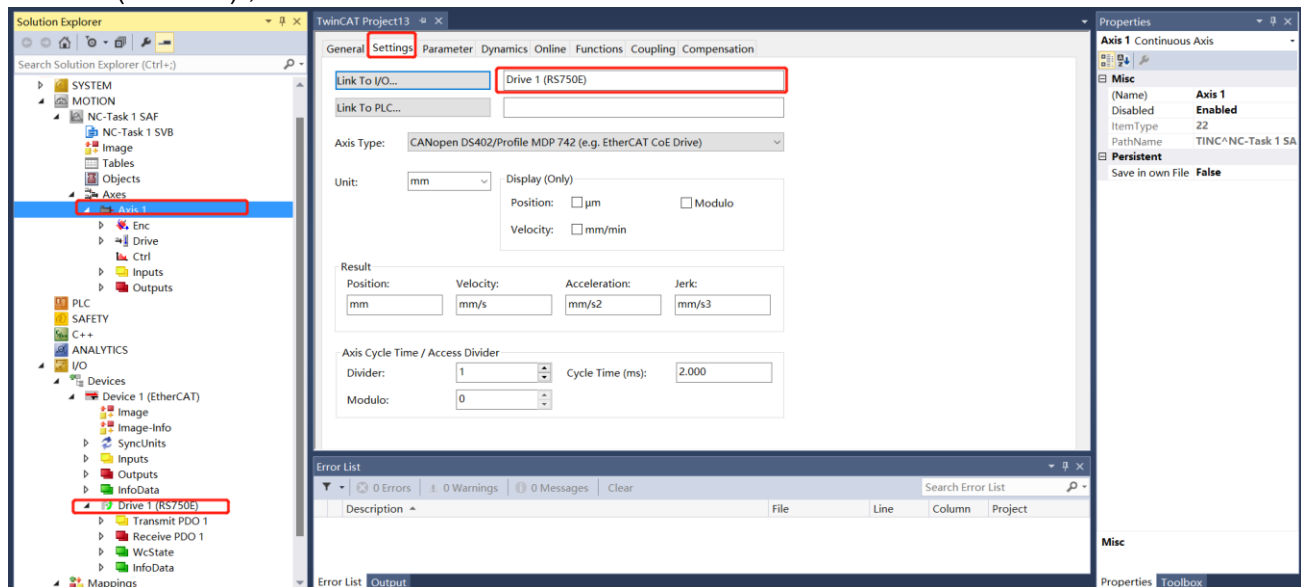 Solution Explorer
Search Solution Explorer (Ctrl+;)
SYSTEM
MOTION
NC-Task 1 SAF
NC-Task 1 SVB
Image
Tables
Objects
Axes
Axis 1
Enc
Drive
Ctrl
Inputs
Outputs
PLC
SAFETY
C++
ANALYTICS
I/O
Devices
Device 1 (EtherCAT)
Image
Image-Info
SyncUnits
Inputs
Outputs
InfoData
Drive 1 (RS750E)
Transmit PDO 1
Receive PDO 1
WcState
InfoData
Mappings
TwinCAT Project13
General Settings Parameter Dynamics Online Functions Coupling Compensation
Link To I/O... Drive 1 (RS750E)
Link To PLC...
Axis Type: CANopen DS402/Profile MDP 742 (e.g. EtherCAT CoE Drive)
Unit: mm Display (Only)
Position: µm Modulo
Velocity: mm/min
Result
Position: Velocity: Acceleration: Jerk:
mm mm/s mm/s2 mm/s3
Axis Cycle Time / Access Divider
Divider: 1 Cycle Time (ms): 2.000
Modulo: 0
Error List
0 Errors 0 Warnings 0 Messages Clear Search Error List
Description File Line Column Project
Error List Output
Properties
Axis 1 Continuous Axis
Misc
(Name) Axis 1
Disabled Enabled
ItemType 22
PathName TINC^NC-Task 1 SA
Persistent
Save in own File False
Misc
Properties Toolbox